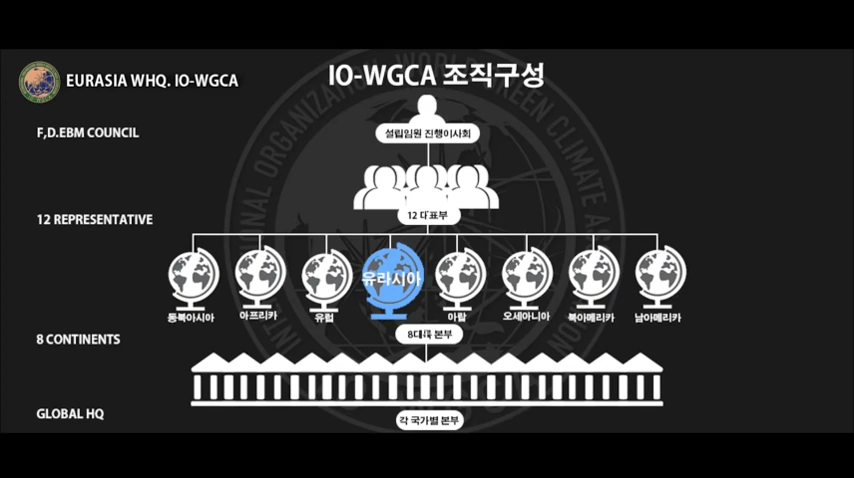 EURASIA WHQ. IO-WGCA
IO-WGCA 조직구성
F,D.EBM COUNCIL
설립임원 진행이사회
12 REPRESENTATIVE
12 대표부
동북아시아
아프리카
유럽
유라시아
아랍
오세아니아
북아메리카
남아메리카
8 CONTINENTS
8대륙 본부
GLOBAL HQ
각 국가별 본부